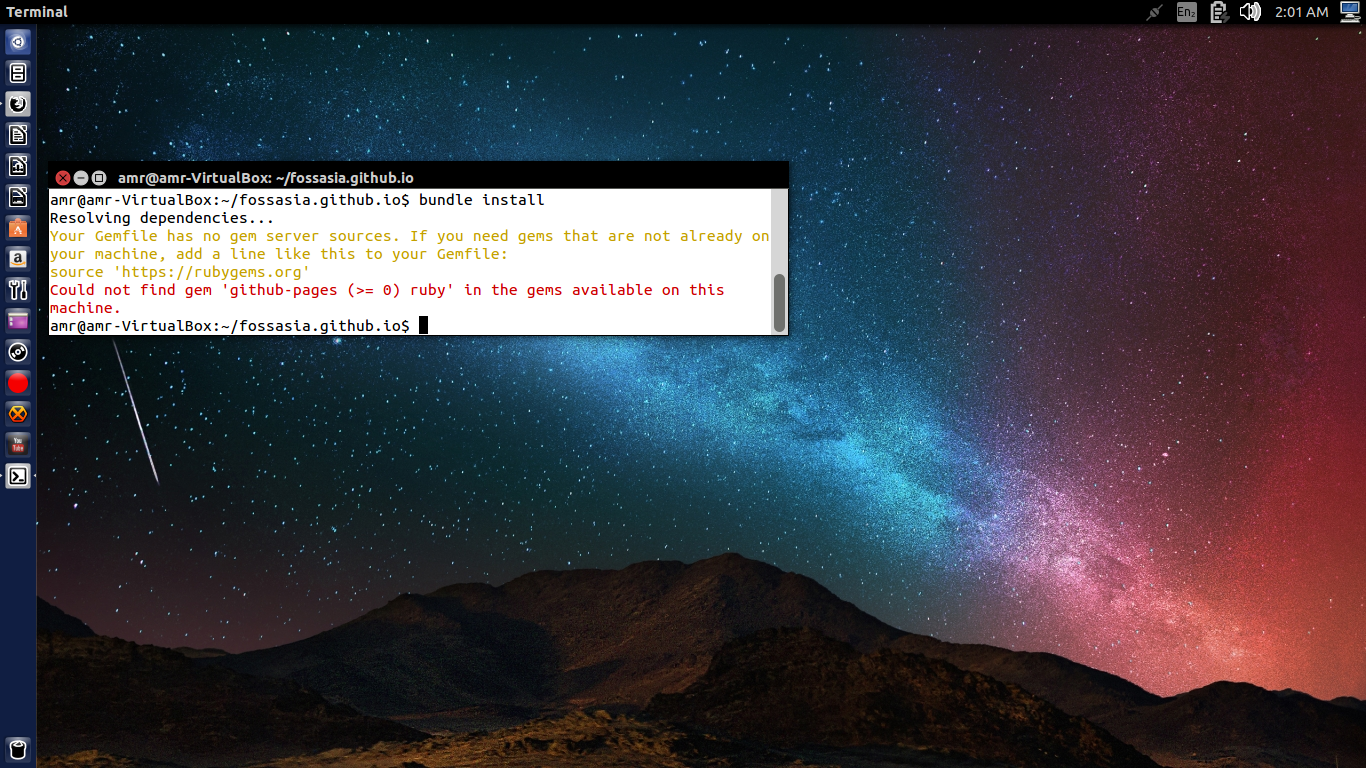 Terminal
En₂
2:01 AM
amr@amr-VirtualBox: ~/fossasia.github.io
amr@amr-VirtualBox:~/fossasia.github.io$ bundle install
Resolving dependencies...
Your Gemfile has no gem server sources. If you need gems that are not already on
your machine, add a line like this to your Gemfile:
source 'https://rubygems.org'
Could not find gem 'github-pages (>= 0) ruby' in the gems available on this
machine.
amr@amr-VirtualBox:~/fossasia.github.io$
a
You
Tube